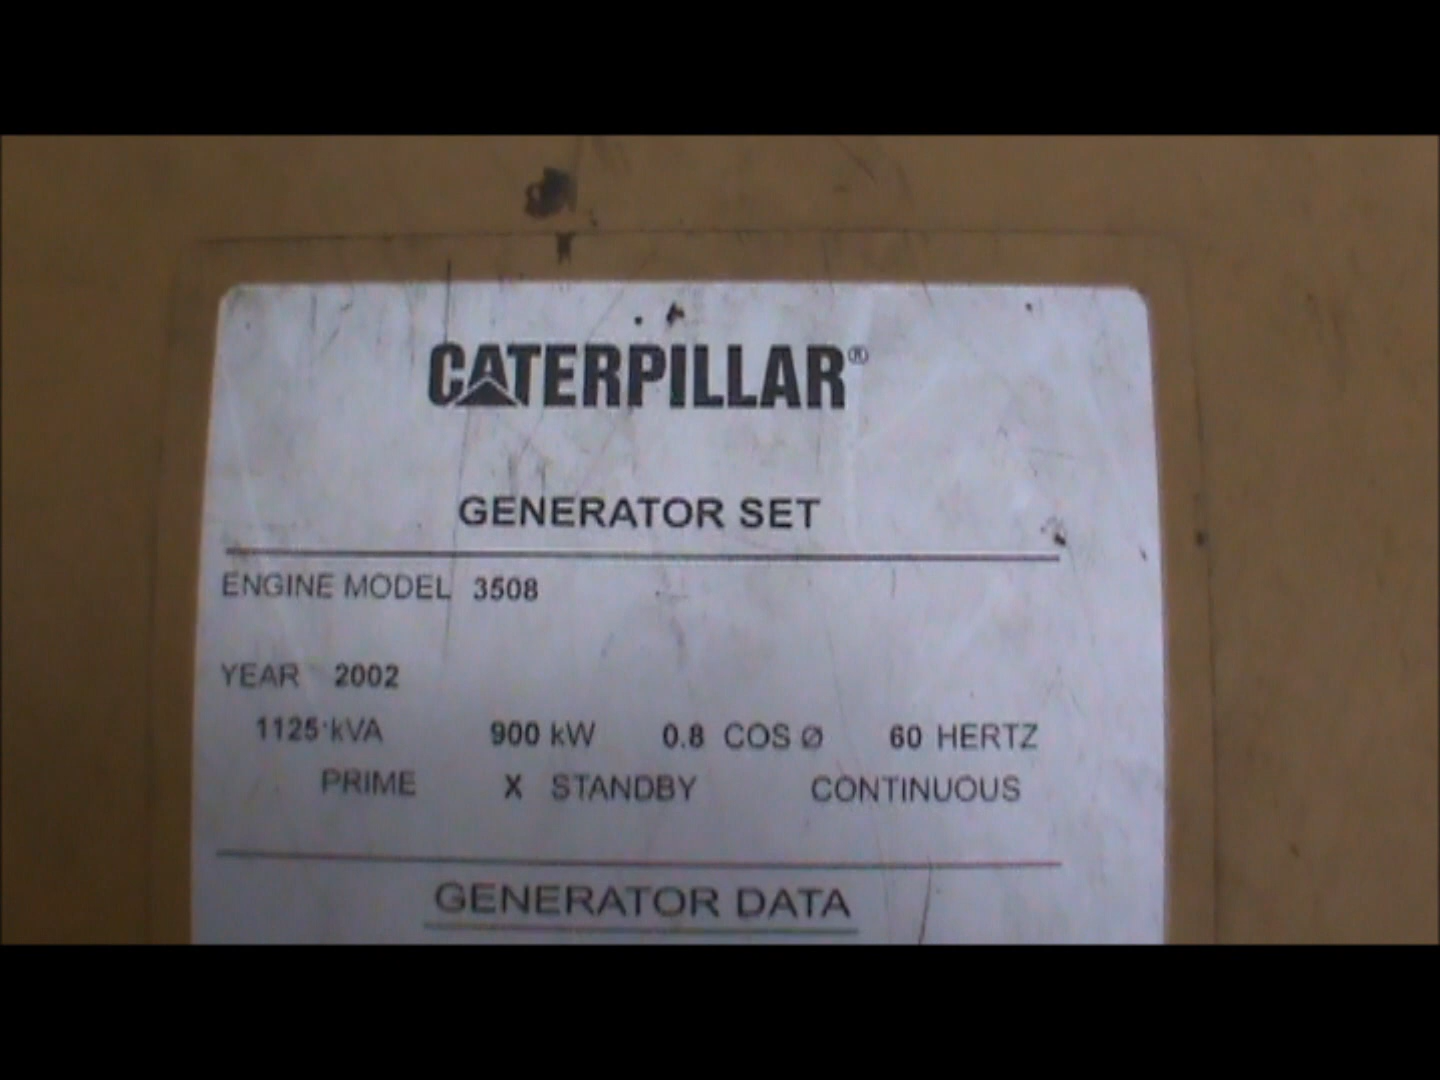 CATERPILLAR®
GENERATOR SET
ENGINE MODEL 3508
YEAR 2002
1125 kVA 900 kW 0.8 COS Ø 60 HERTZ
PRIME X STANDBY CONTINUOUS
GENERATOR DATA